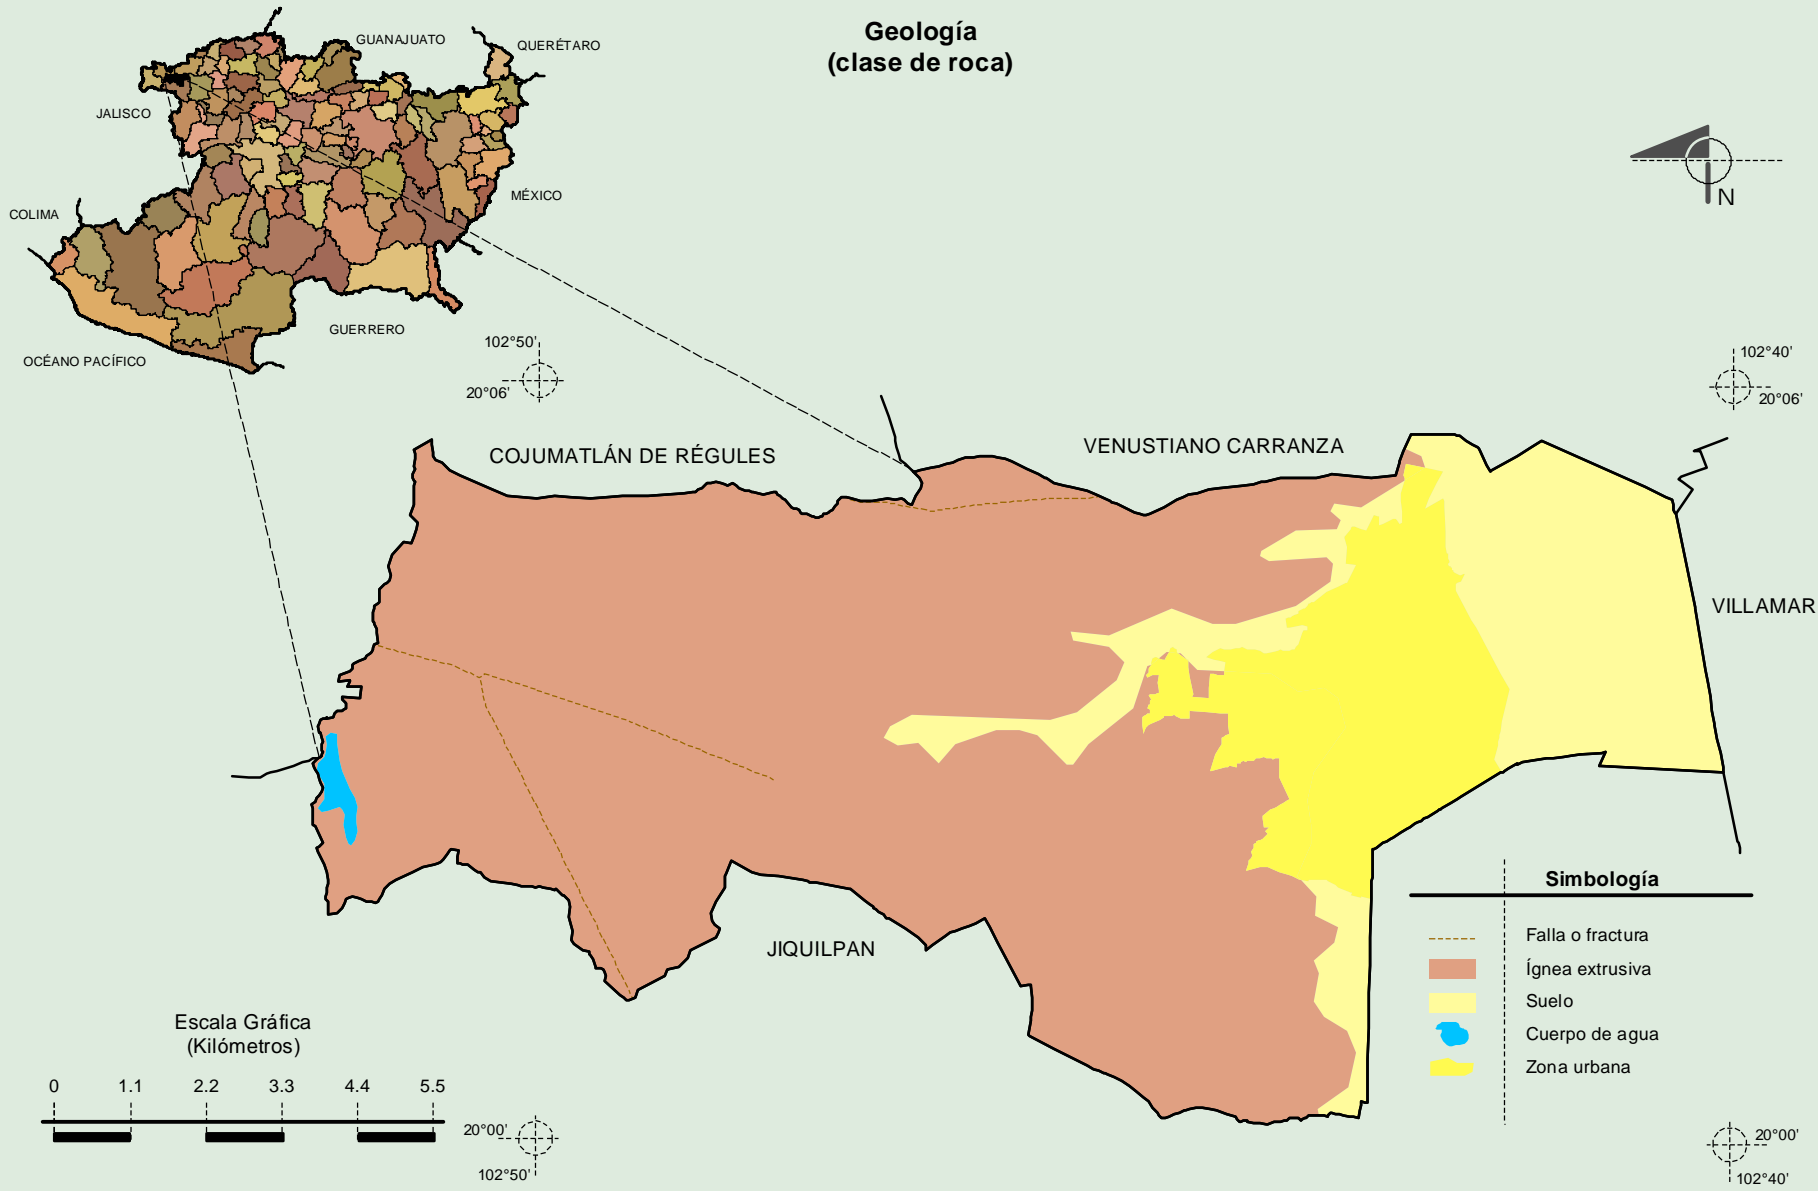 Geología
(clase de roca)
GUANAJUATO
QUERÉTARO
JALISCO
MÉXICO
COLIMA
GUERRERO
OCÉANO PACÍFICO
N
102°50'
20°06'
102°40'
20°06'
COJUMATLÁN DE RÉGULES
VENUSTIANO CARRANZA
VILLAMAR
JIQUILPAN
Simbología
Falla o fractura
Ígnea extrusiva
Suelo
Cuerpo de agua
Zona urbana
Escala Gráfica
(Kilómetros)
0 1.1 2.2 3.3 4.4 5.5
20°00'
102°50'
20°00'
102°40'